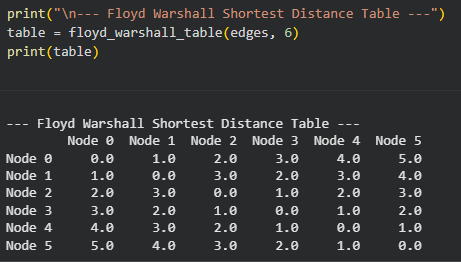 print("\n--- Floyd Warshall Shortest Distance Table ---")
table = floyd_warshall_table(edges, 6)
print(table)
--- Floyd Warshall Shortest Distance Table ---
Node 0 Node 1 Node 2 Node 3 Node 4 Node 5
Node 0 0.0 1.0 2.0 3.0 4.0 5.0
Node 1 1.0 0.0 3.0 2.0 3.0 4.0
Node 2 2.0 3.0 0.0 1.0 2.0 3.0
Node 3 3.0 2.0 1.0 0.0 1.0 2.0
Node 4 4.0 3.0 2.0 1.0 0.0 1.0
Node 5 5.0 4.0 3.0 2.0 1.0 0.0